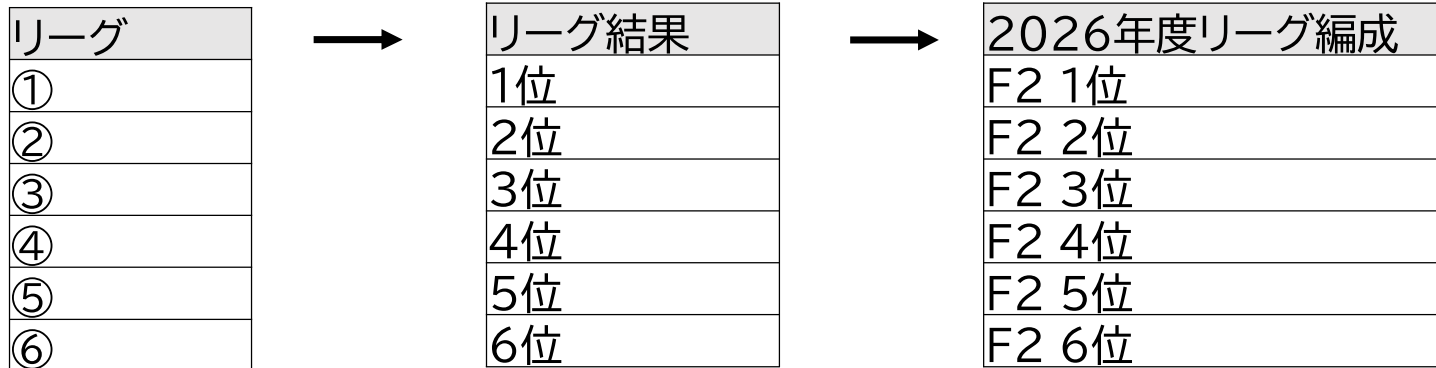 リーグ
①
②
③
④
⑤
⑥
リーグ結果
1位
2位
3位
4位
5位
6位
2026年度リーグ編成
F2 1位
F2 2位
F2 3位
F2 4位
F2 5位
F2 6位